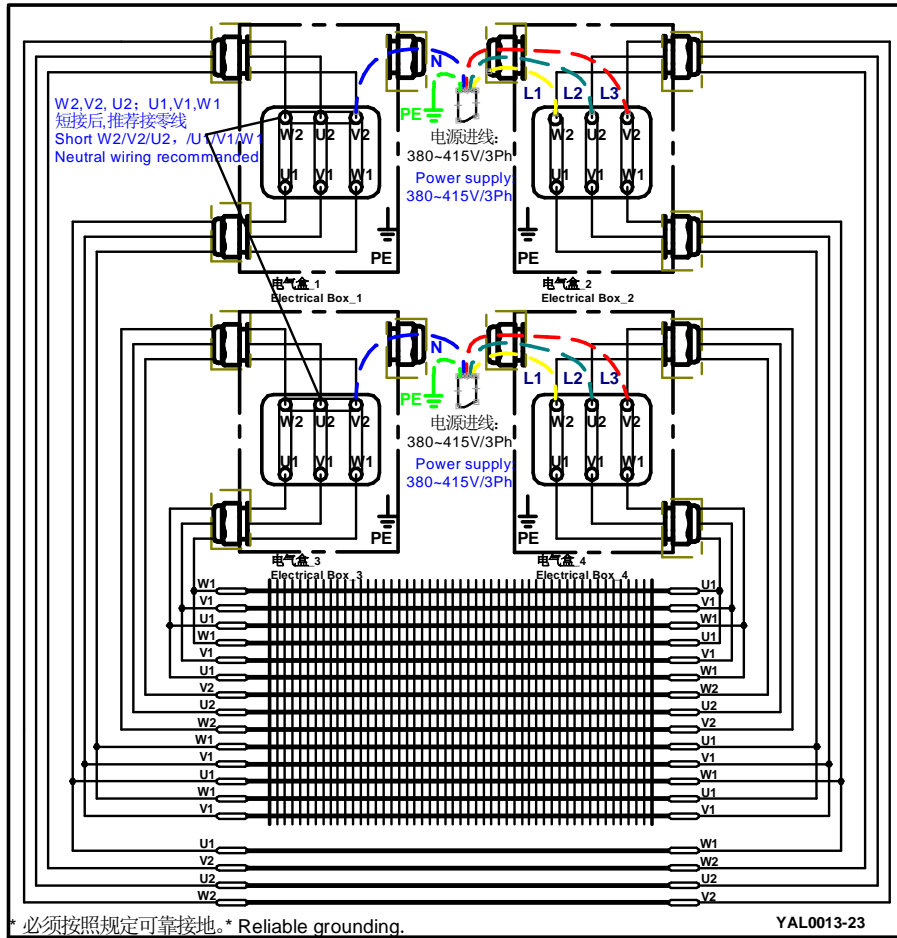 N
L1 L2 L3
PE
W2,V2, U2; U1,V1,W1
短接后,推荐接零线
Short W2/V2/U2, /U1/V1/W1
Neutral wiring recommanded
W2 U2 V2
U1 V1 W1
PE
电源进线:
380~415V/3Ph
Power supply
380~415V/3Ph
W2 U2 V2
U1 V1 W1
PE
电气盒_1
Electrical Box_1
电气盒_2
Electrical Box_2
N
L1 L2 L3
PE
W2 U2 V2
U1 V1 W1
PE
电源进线:
380~415V/3Ph
Power supply
380~415V/3Ph
W2 U2 V2
U1 V1 W1
PE
电气盒_3
Electrical Box_3
电气盒_4
Electrical Box_4
W1 U1
V1 V1
U1 W1
W1 U1
V1 V1
U1 W1
V2 W2
U2 U2
W2 V2
W1 U1
V1 V1
U1 W1
W1 U1
V1 V1
U1 W1
V2 W2
U2 U2
W2 V2
* 必须按照规定可靠接地。* Reliable grounding.
YAL0013-23